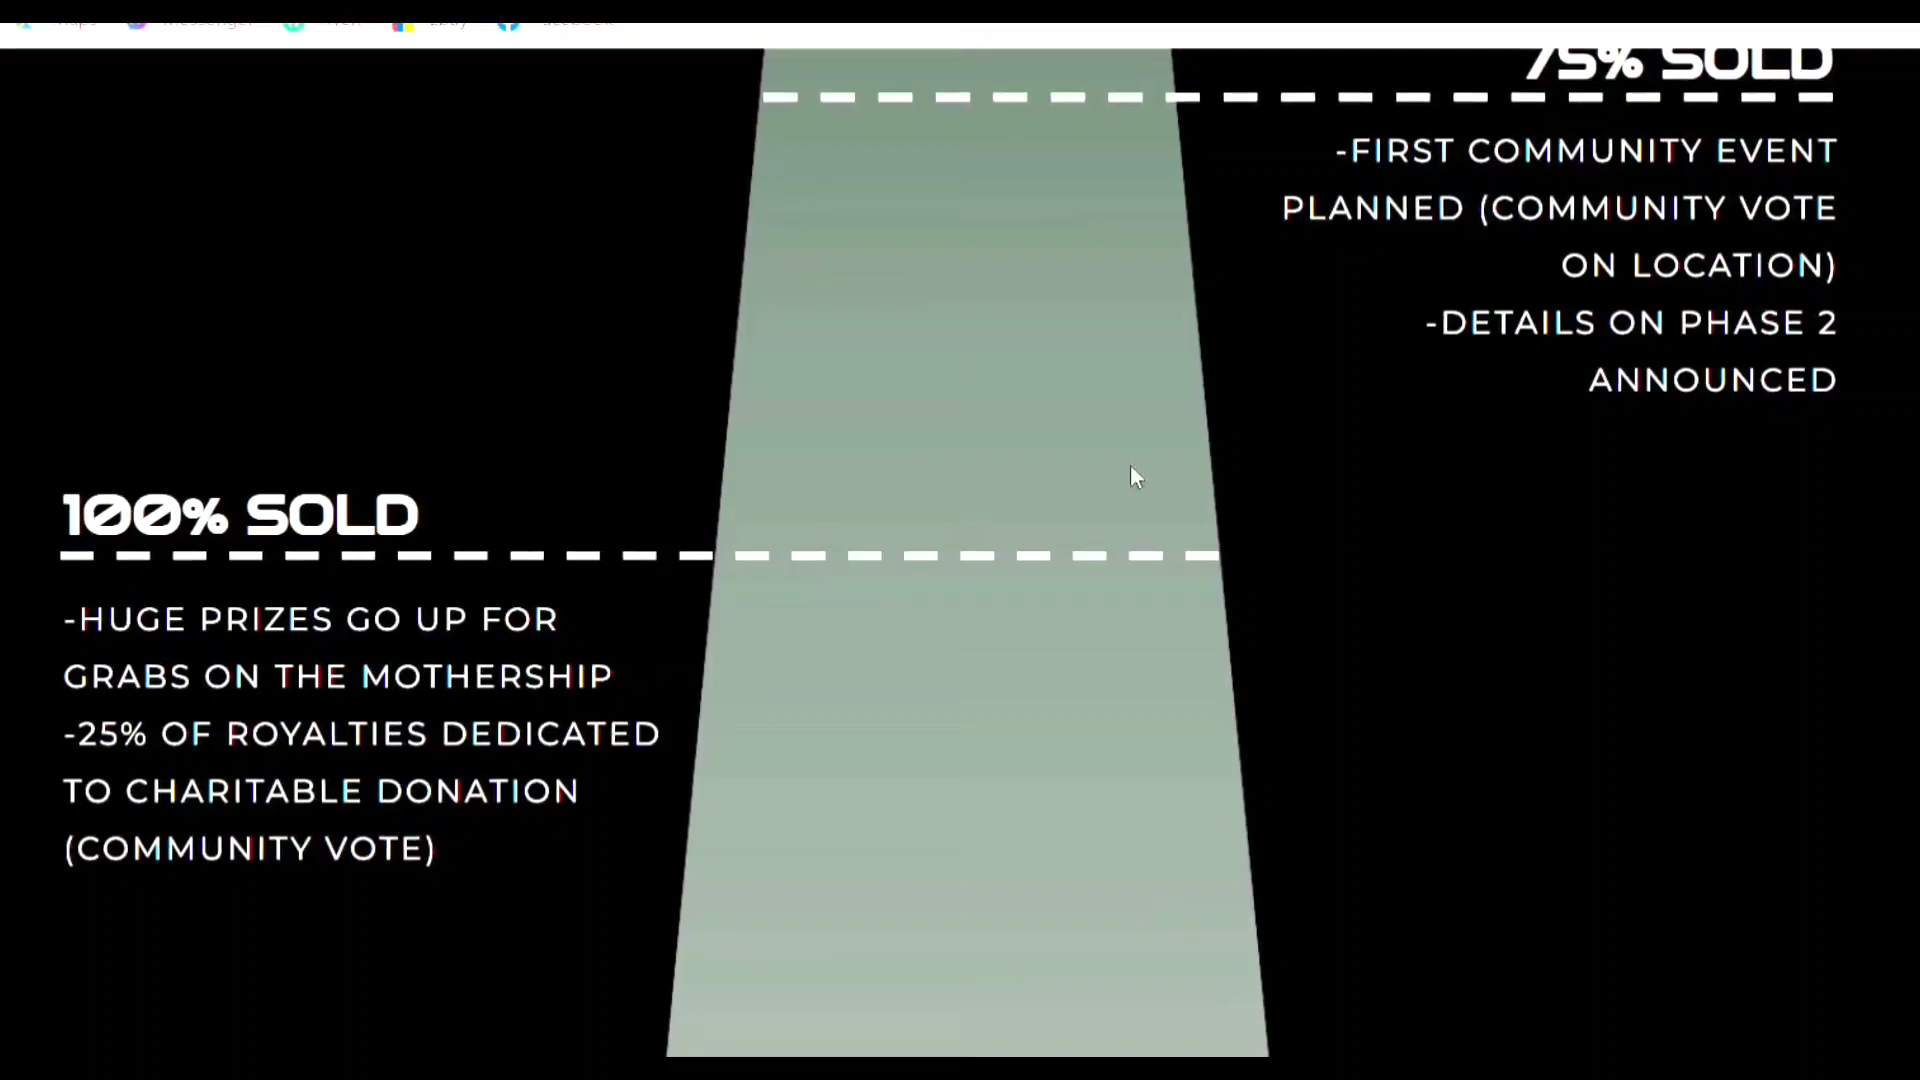 75% SOLD
-FIRST COMMUNITY EVENT
PLANNED (COMMUNITY VOTE
ON LOCATION)
-DETAILS ON PHASE 2
ANNOUNCED
100% SOLD
-HUGE PRIZES GO UP FOR
GRABS ON THE MOTHERSHIP
-25% OF ROYALTIES DEDICATED
TO CHARITABLE DONATION
(COMMUNITY VOTE)